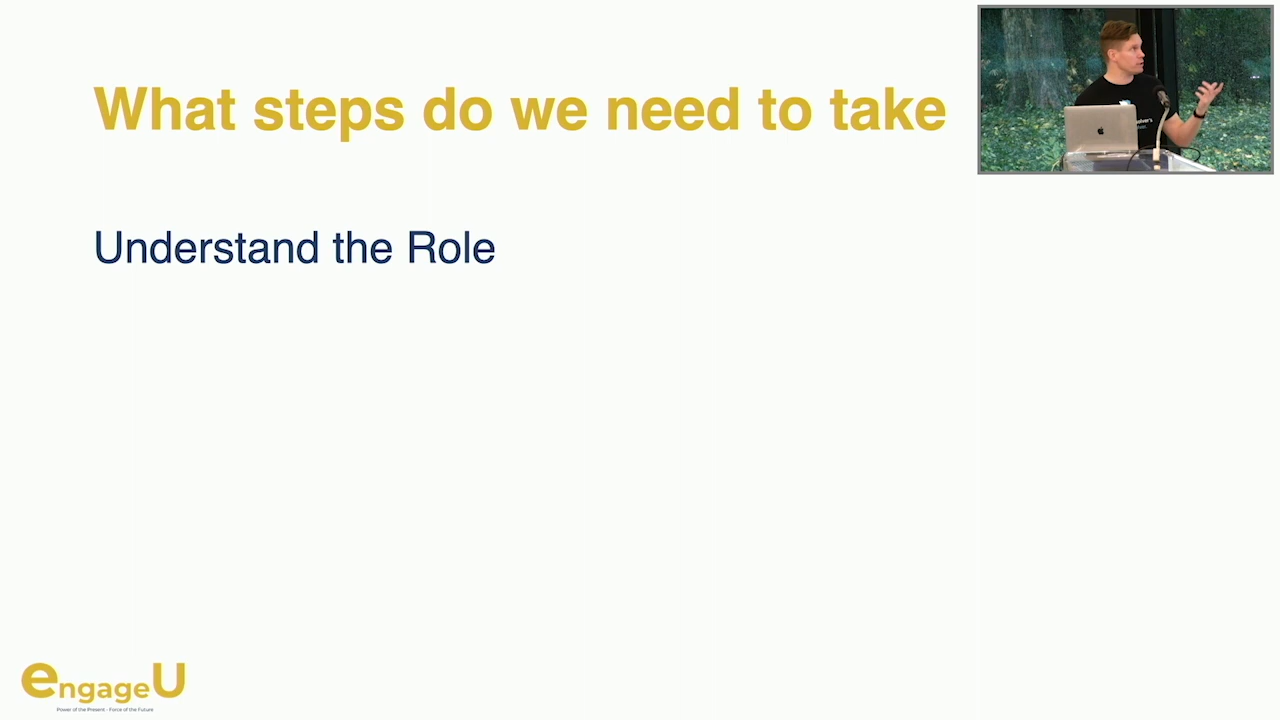 What steps do we need to take
Understand the Role
engageU
Power of the Present - Force of the Future